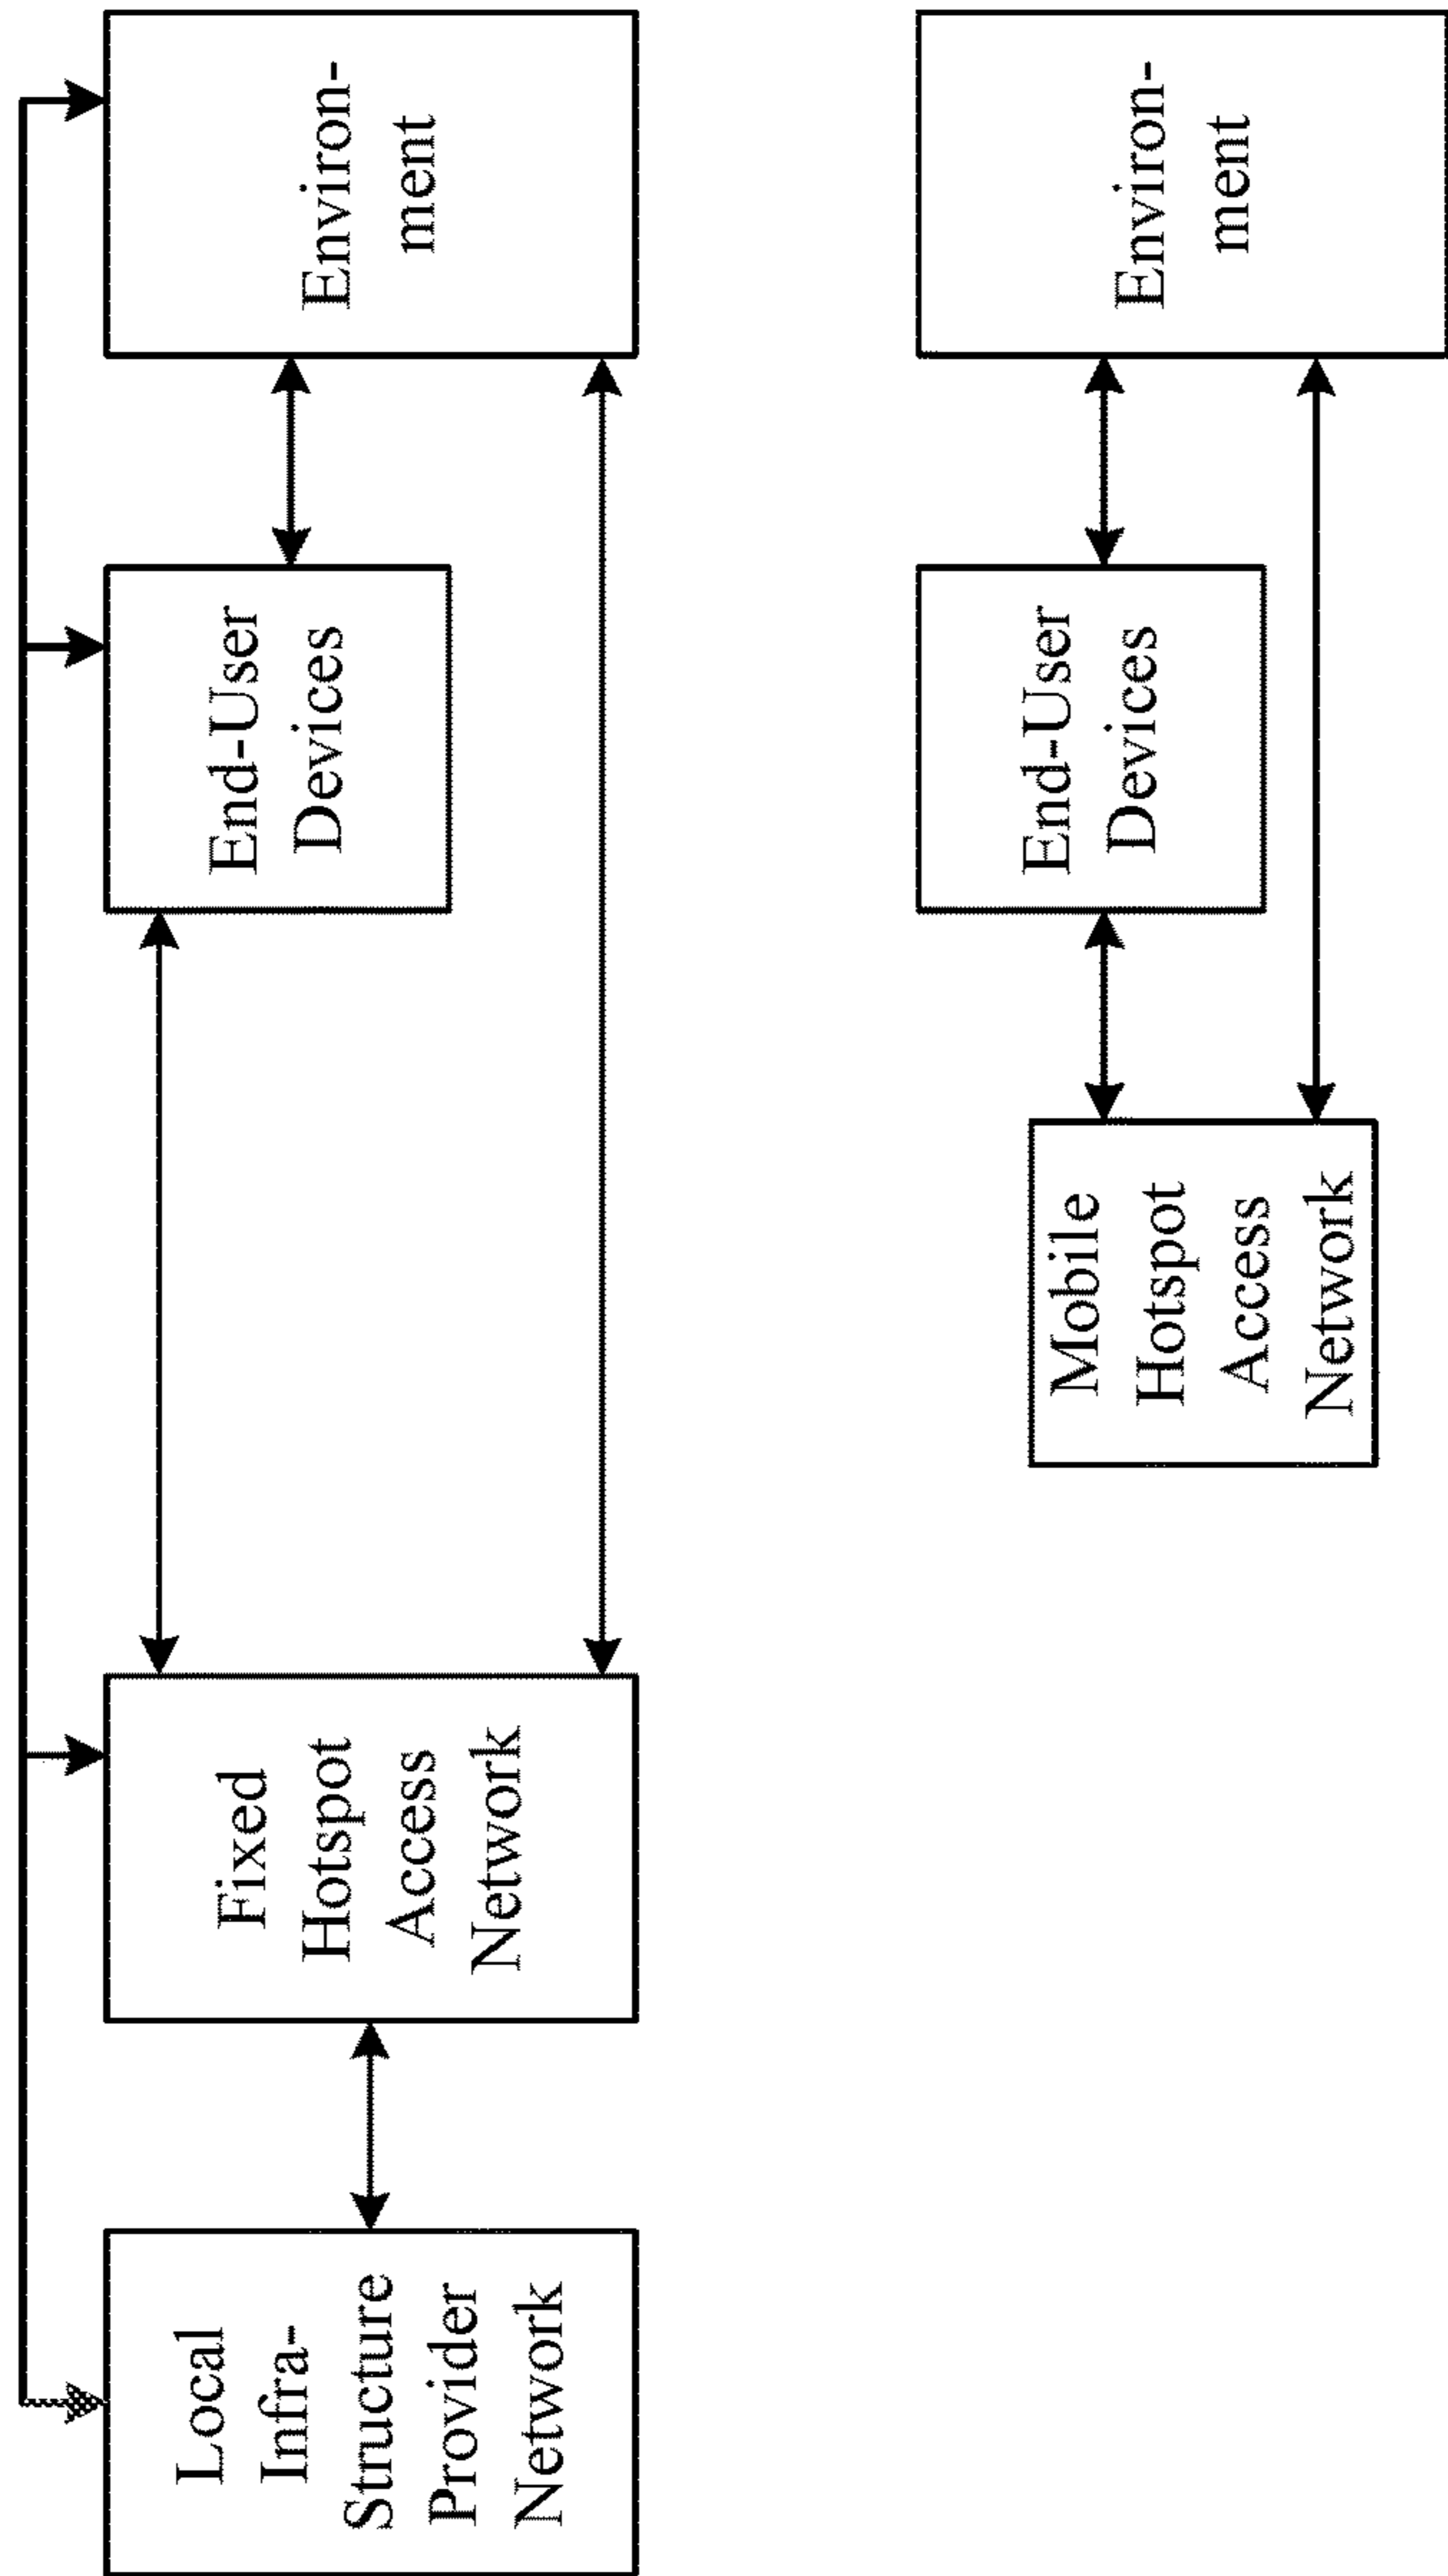 Local
Infra-
Structure
Provider
Network
Fixed
Hotspot
Access
Network
End-User
Devices
Environ-
ment
Mobile
Hotspot
Access
Network
End-User
Devices
Environ-
ment